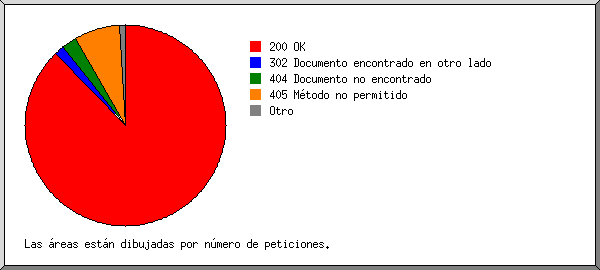 200 OK
302 Documento encontrado en otro lado
404 Documento no encontrado
405 Método no permitido
Otro
Las áreas están dibujadas por número de peticiones.